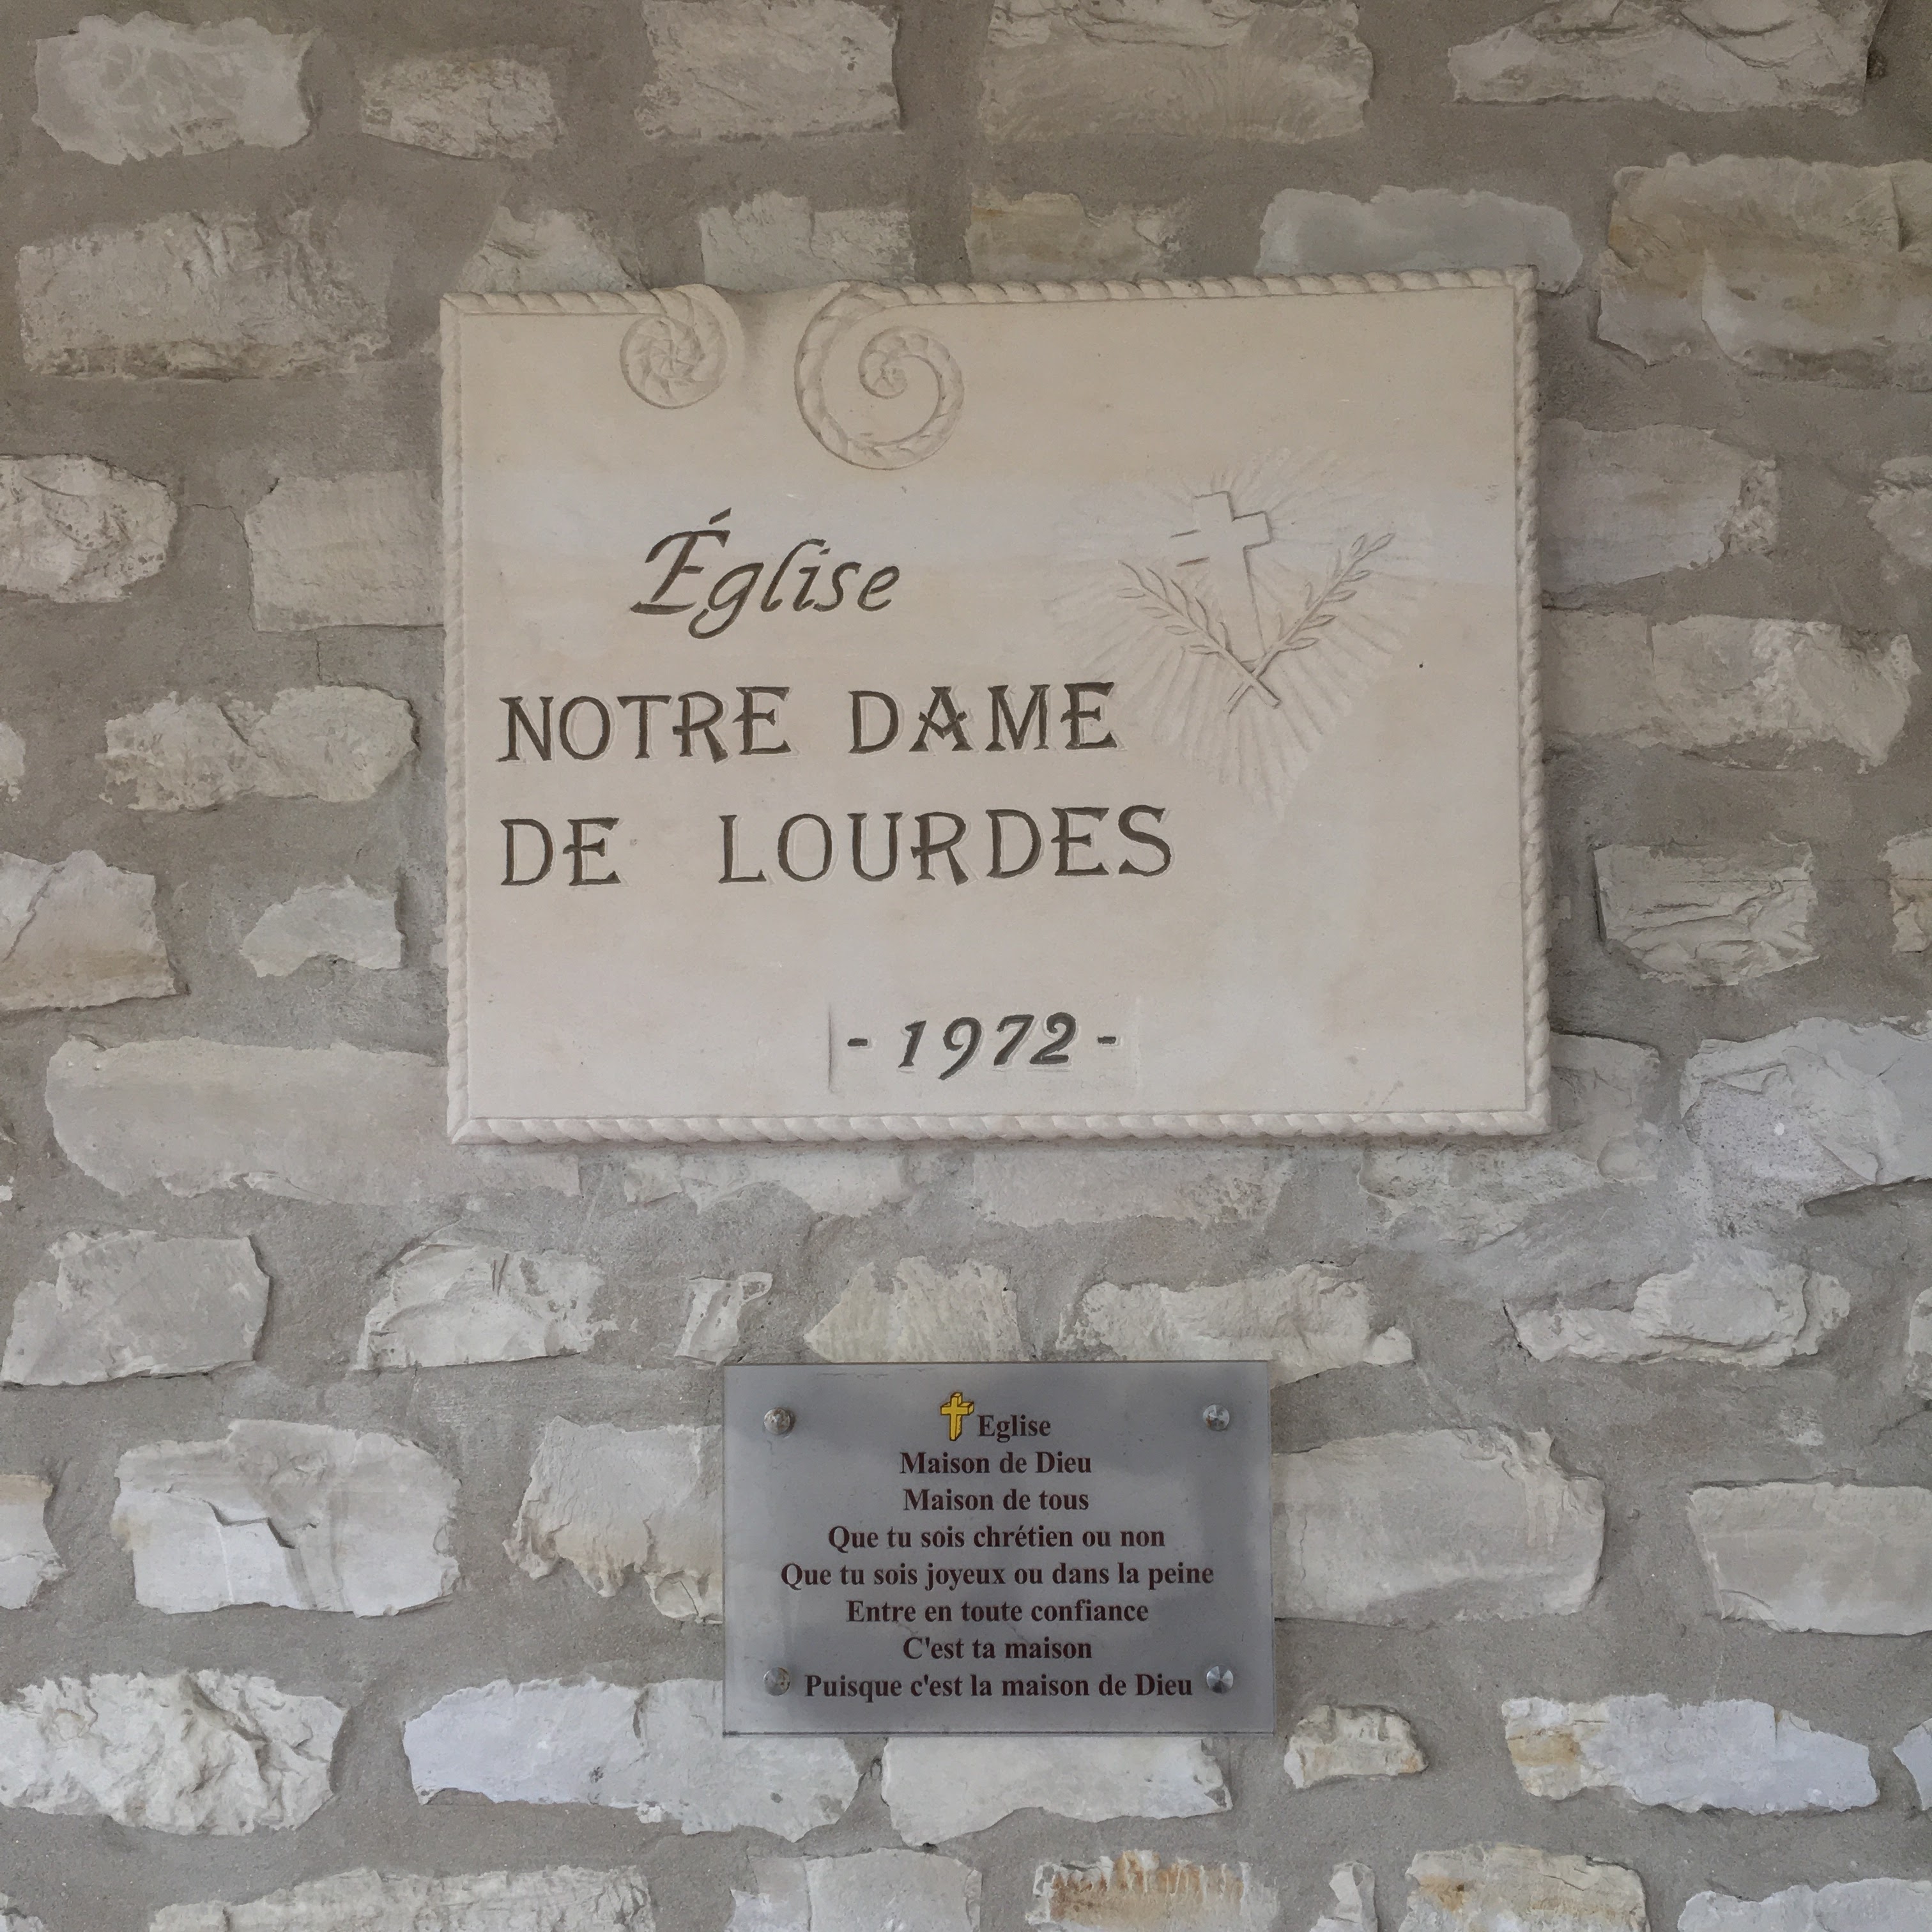 Église
NOTRE DAME
DE LOURDES
- 1972 -
Eglise
Maison de Dieu
Maison de tous
Que tu sois chrétien ou non
Que tu sois joyeux ou dans la peine
Entre en toute confiance
C'est ta maison
Puisque c'est la maison de Dieu